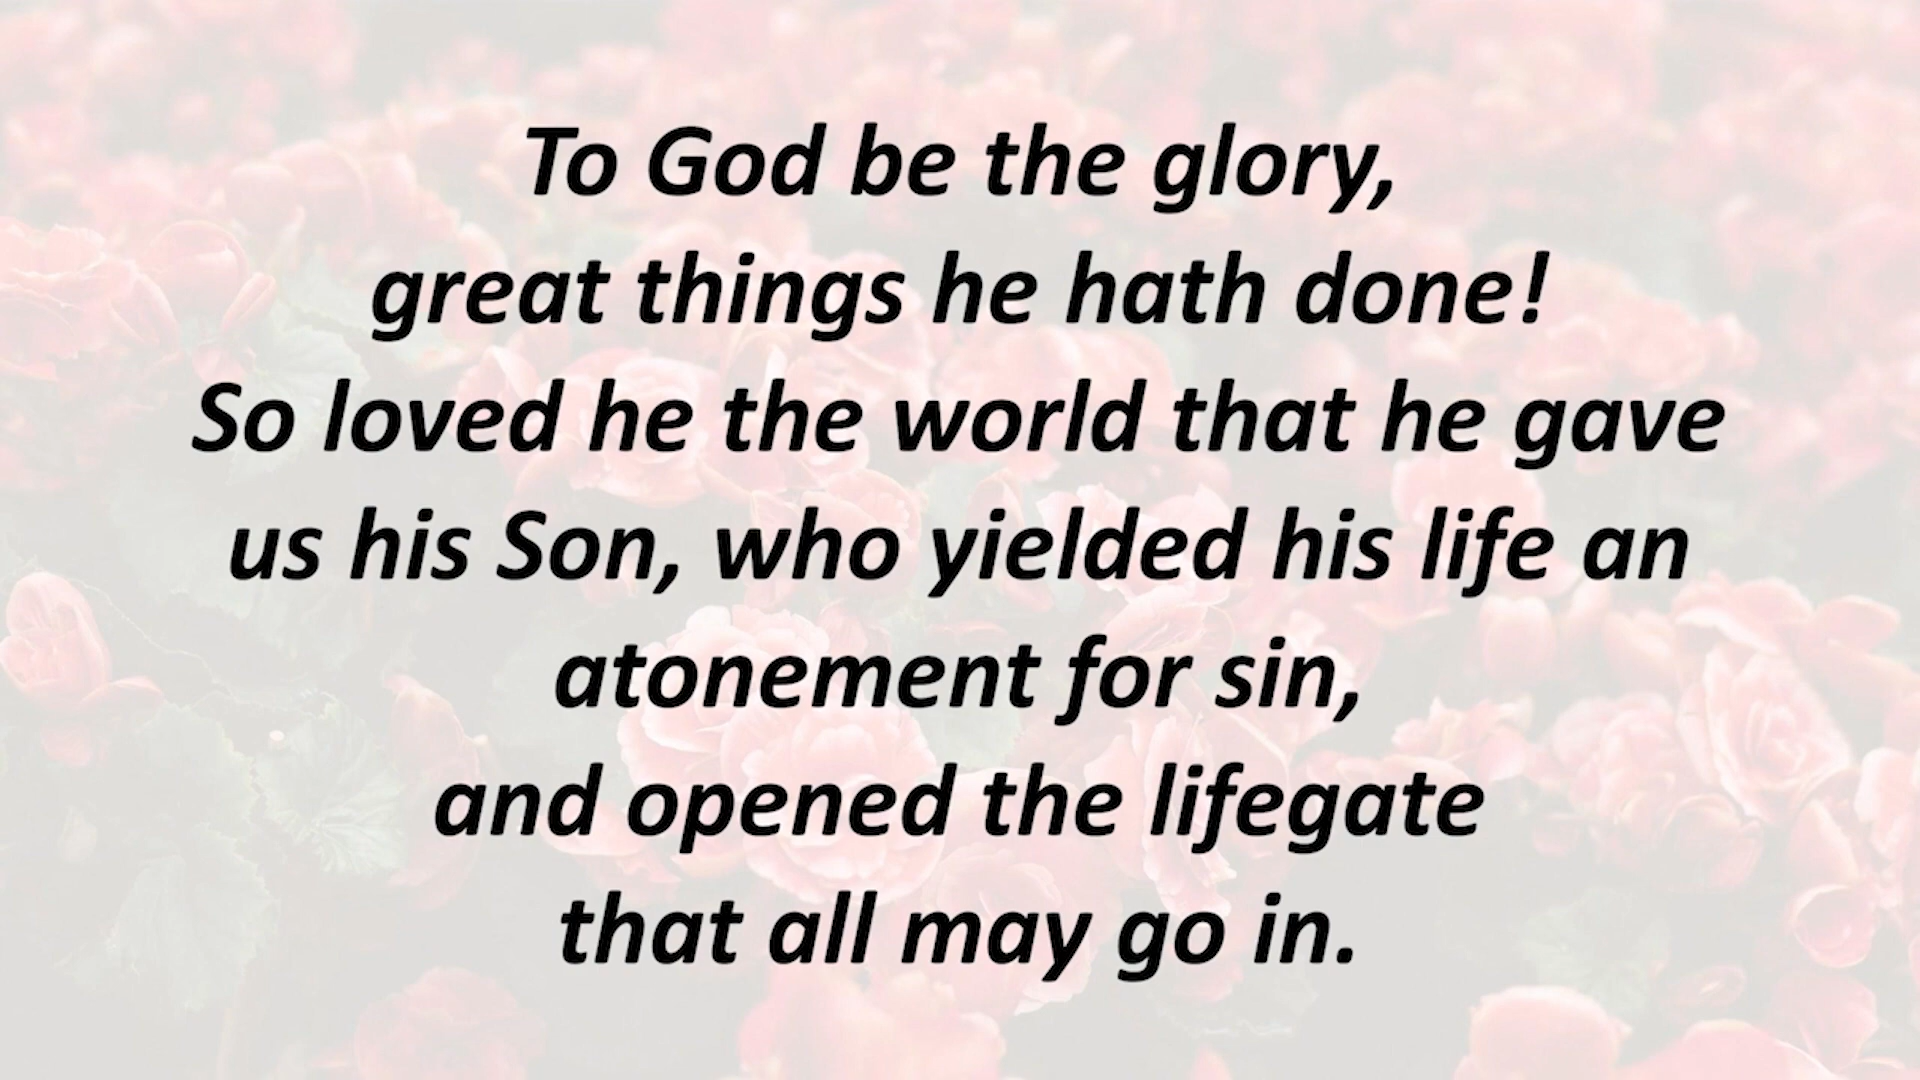 To God be the glory,
great things he hath done!
So loved he the world that he gave
us his Son, who yielded his life an
atonement for sin,
and opened the lifegate
that all may go in.